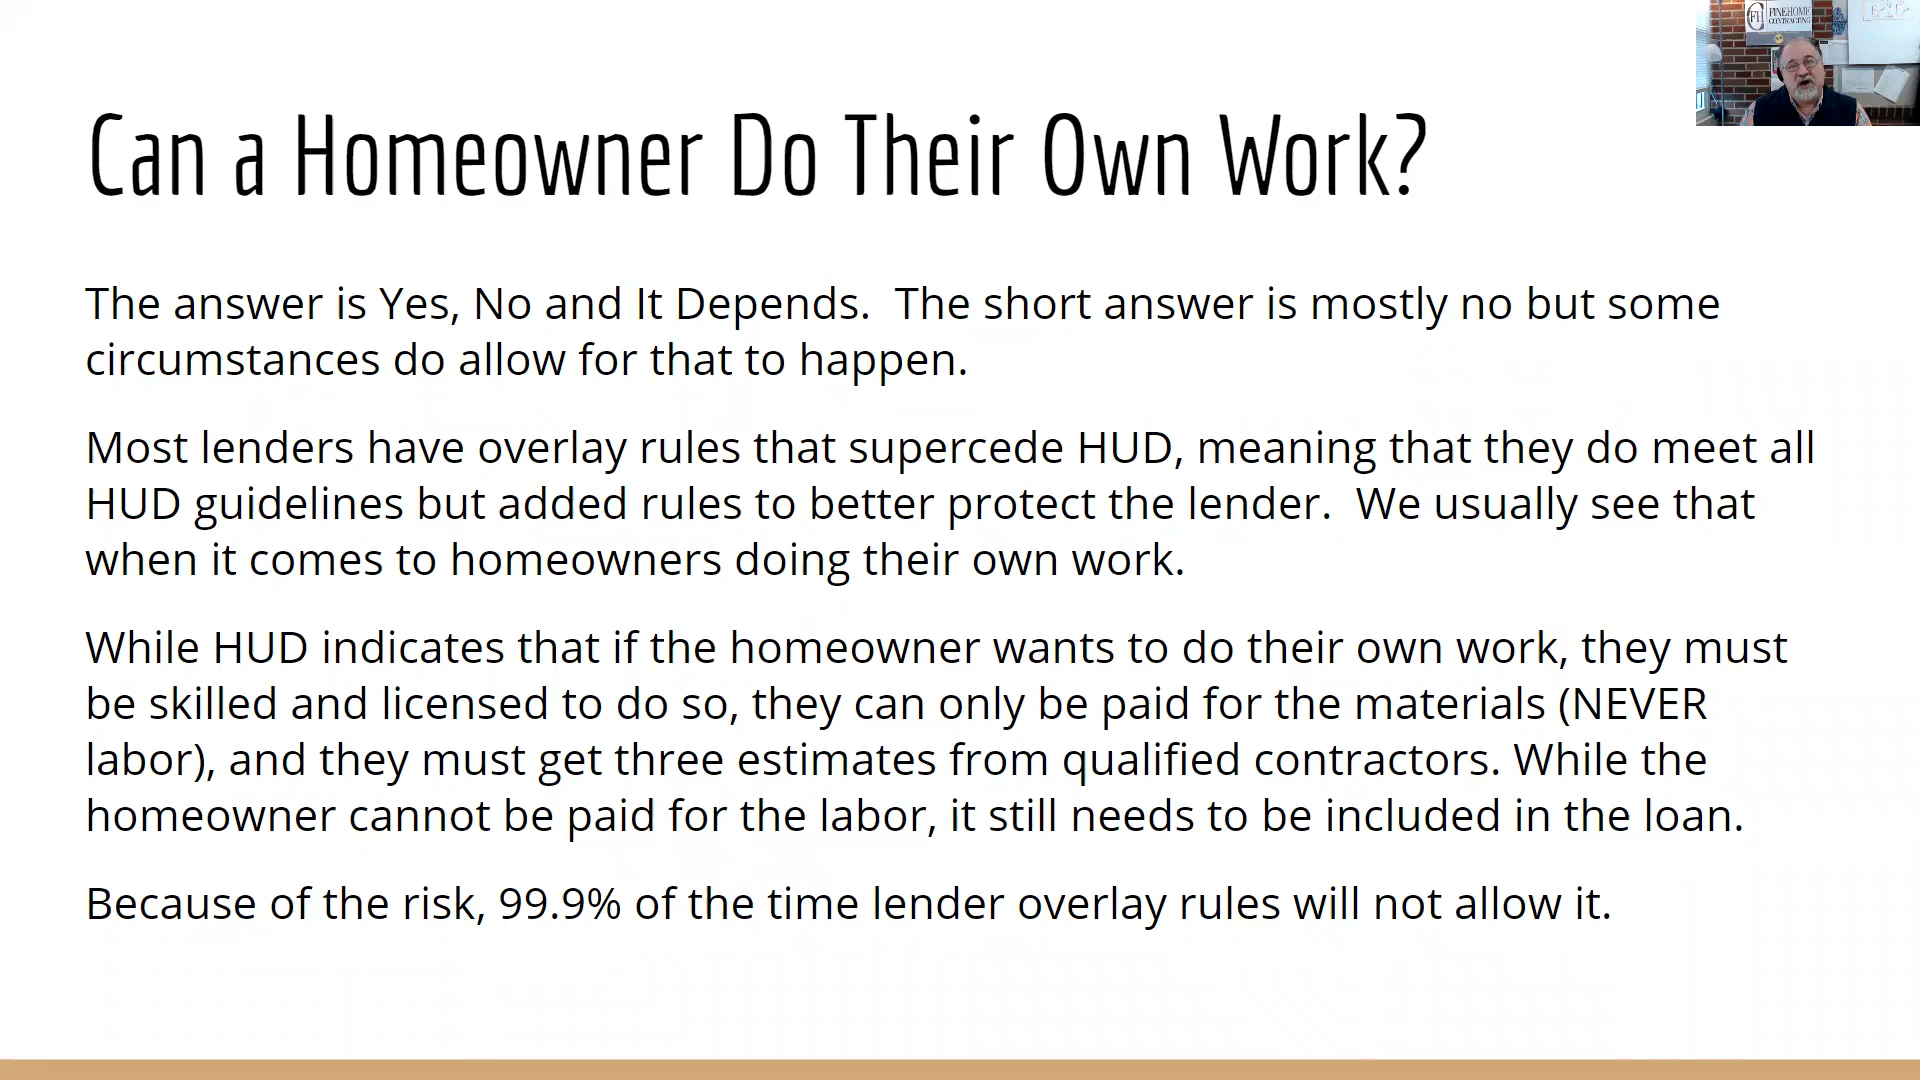 Can a Homeowner Do Their Own Work?
FINE HOME
CONTRACTING
The answer is Yes, No and It Depends.  The short answer is mostly no but some
circumstances do allow for that to happen.
Most lenders have overlay rules that supercede HUD, meaning that they do meet all
HUD guidelines but added rules to better protect the lender.  We usually see that
when it comes to homeowners doing their own work.
While HUD indicates that if the homeowner wants to do their own work, they must
be skilled and licensed to do so, they can only be paid for the materials (NEVER
labor), and they must get three estimates from qualified contractors. While the
homeowner cannot be paid for the labor, it still needs to be included in the loan.
Because of the risk, 99.9% of the time lender overlay rules will not allow it.